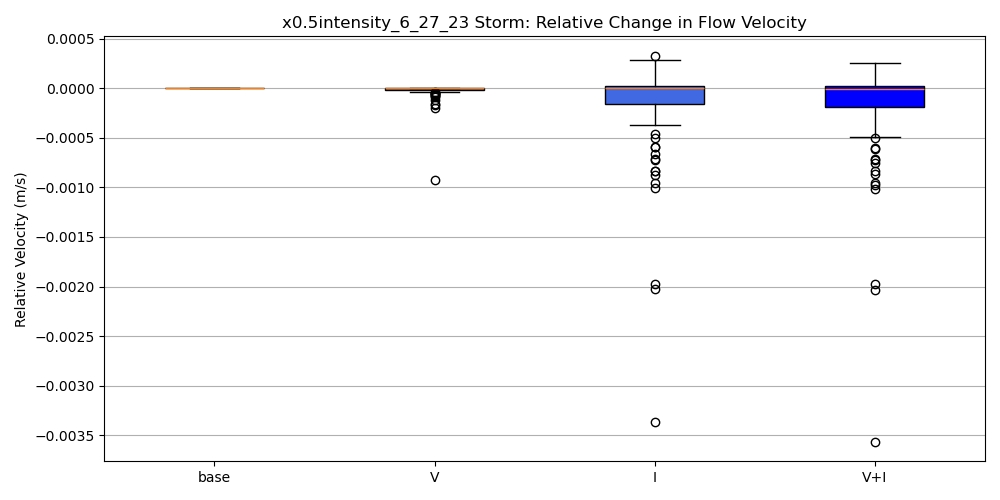 x0.5intensity_6_27_23 Storm: Relative Change in Flow Velocity
Relative Velocity (m/s)
0.0005
0.0000
−0.0005
−0.0010
−0.0015
−0.0020
−0.0025
−0.0030
−0.0035
base
V
I
V+I